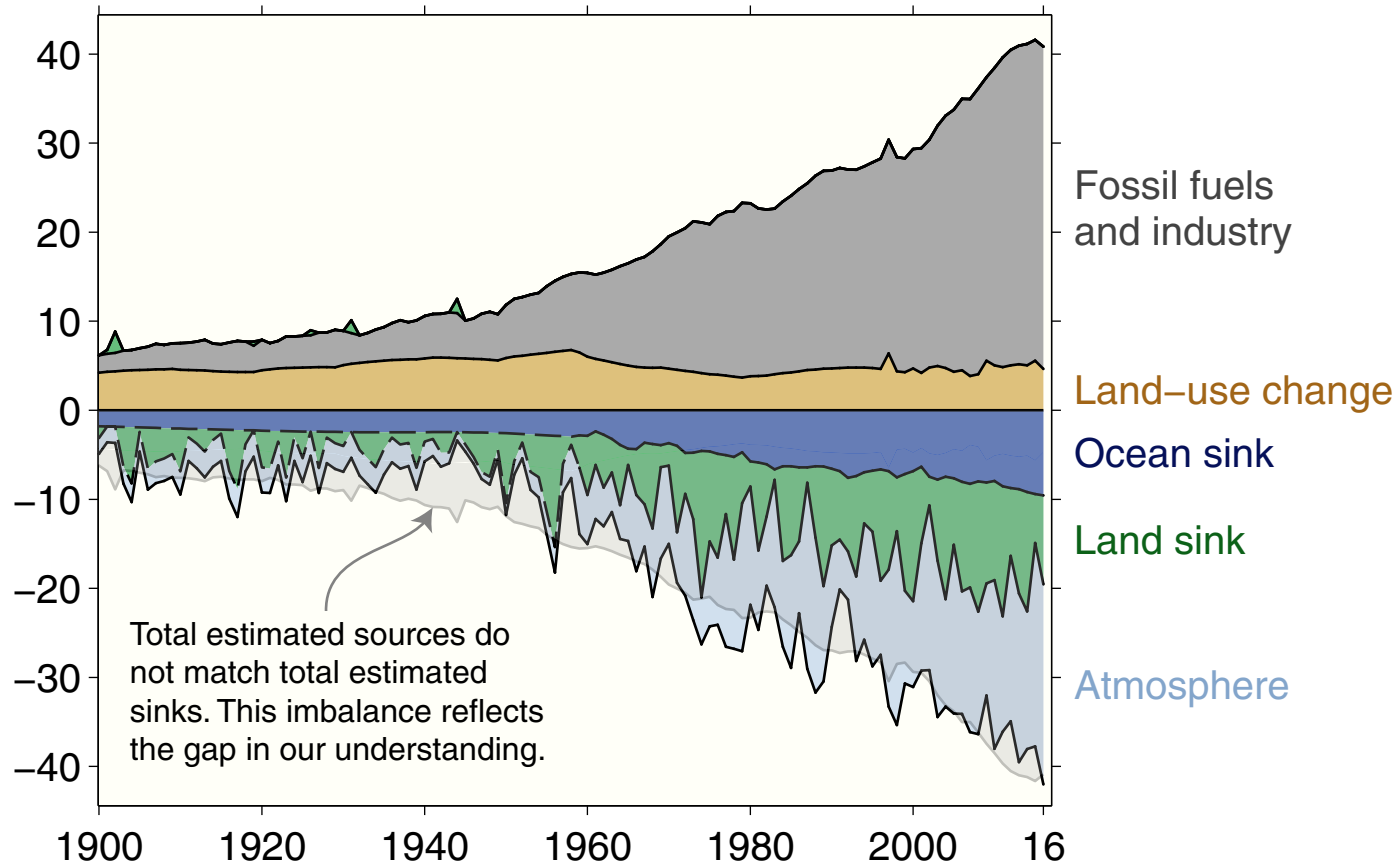 40
30
20
10
0
−10
−20
−30
−40
1900
1920
1940
1960
1980
2000
16
Fossil fuels
and industry
Land−use change
Ocean sink
Land sink
Atmosphere
Total estimated sources do
not match total estimated
sinks. This imbalance reflects
the gap in our understanding.